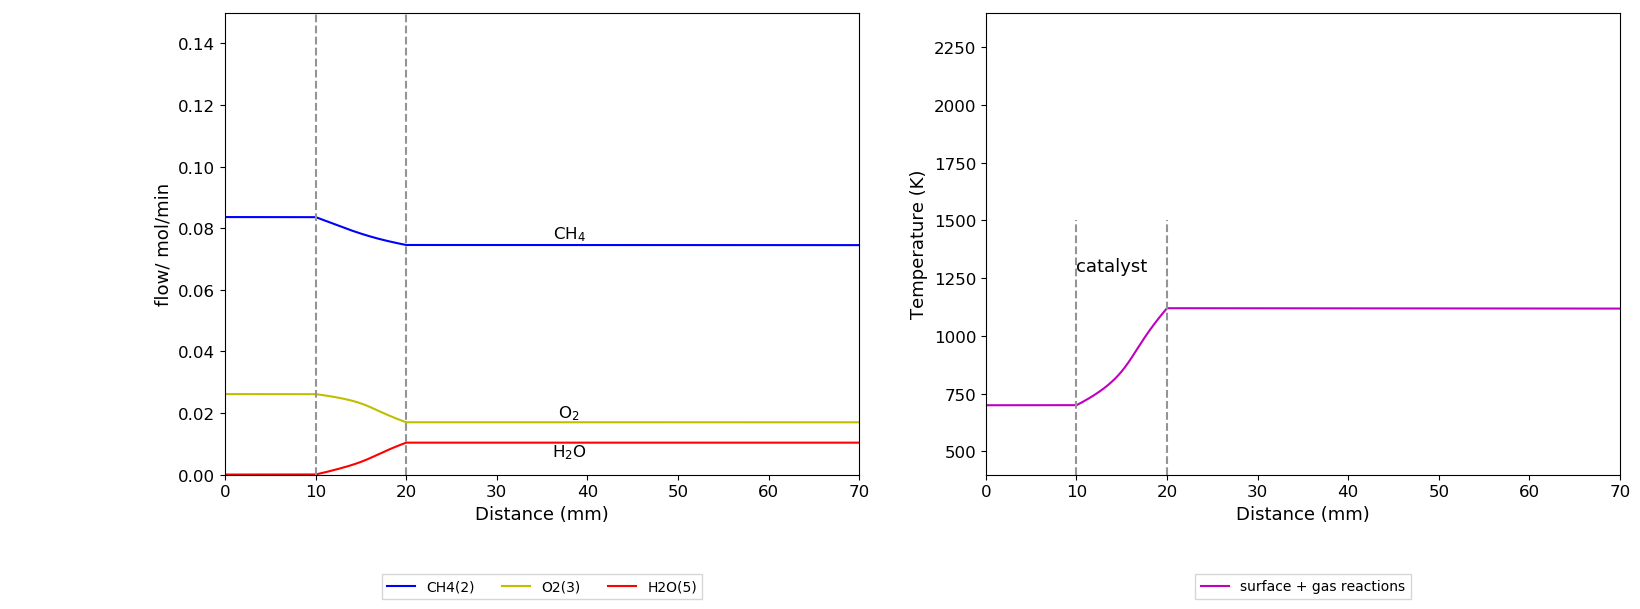 0.14
0.12
0.10
0.08
0.06
0.04
0.02
0.00
flow/ mol/min
CH₄
O₂
H₂O
0 10 20 30 40 50 60 70
Distance (mm)
CH4(2) O2(3) H2O(5)
2250
2000
1750
1500
1250
1000
750
500
Temperature (K)
catalyst
0 10 20 30 40 50 60 70
Distance (mm)
surface + gas reactions